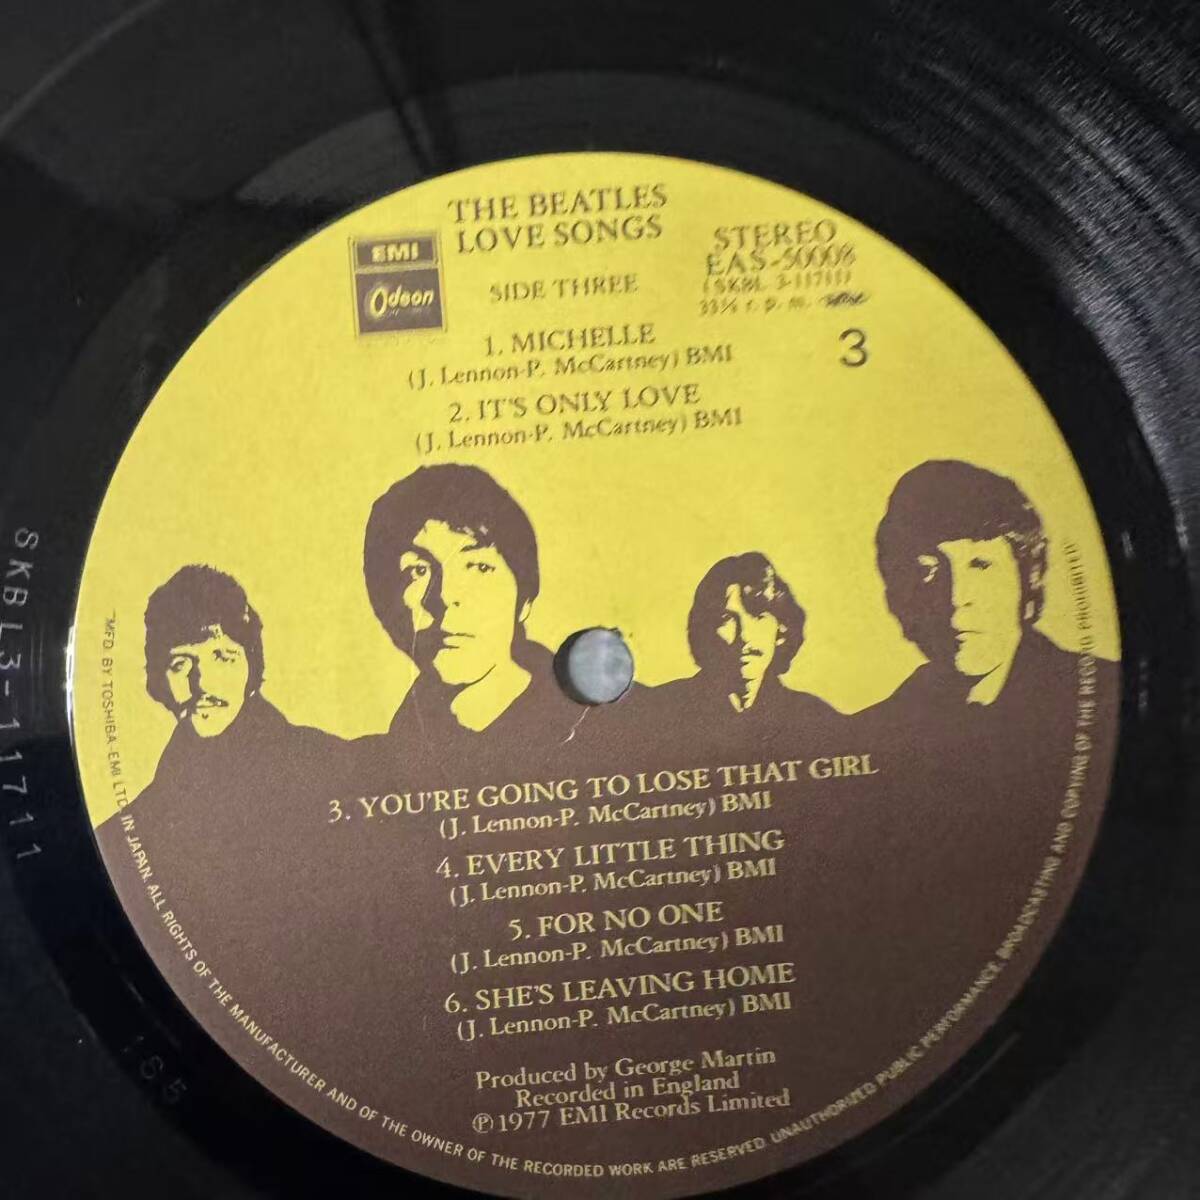 THE BEATLES
LOVE SONGS
EMI
Odeon
STEREO
EAS-50008
(SKBL 3-11711)
33⅓ r. p. m.
SIDE THREE
3
1. MICHELLE
(J. Lennon-P. McCartney) BMI
2. IT'S ONLY LOVE
(J. Lennon-P. McCartney) BMI
3. YOU'RE GOING TO LOSE THAT GIRL
(J. Lennon-P. McCartney) BMI
4. EVERY LITTLE THING
(J. Lennon-P. McCartney) BMI
5. FOR NO ONE
(J. Lennon-P. McCartney) BMI
6. SHE'S LEAVING HOME
(J. Lennon-P. McCartney) BMI
Produced by George Martin
Recorded in England
Ⓟ 1977 EMI Records Limited
"MFD. BY TOSHIBA-EMI LTD. IN JAPAN. ALL RIGHTS OF THE MANUFACTURER AND OF THE OWNER OF THE RECORDED WORK ARE RESERVED. UNAUTHORIZED PUBLIC PERFORMANCE, BROADCASTING AND COPYING OF THE RECORD PROHIBITED."
SKBL3-11711
165